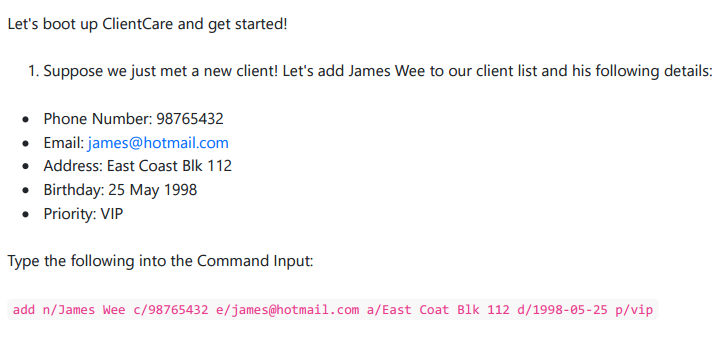 Let's boot up ClientCare and get started!
1. Suppose we just met a new client! Let's add James Wee to our client list and his following details:
• Phone Number: 98765432
• Email: james@hotmail.com
• Address: East Coast Blk 112
• Birthday: 25 May 1998
• Priority: VIP
Type the following into the Command Input:
add n/James Wee c/98765432 e/james@hotmail.com a/East Coat Blk 112 d/1998-05-25 p/vip